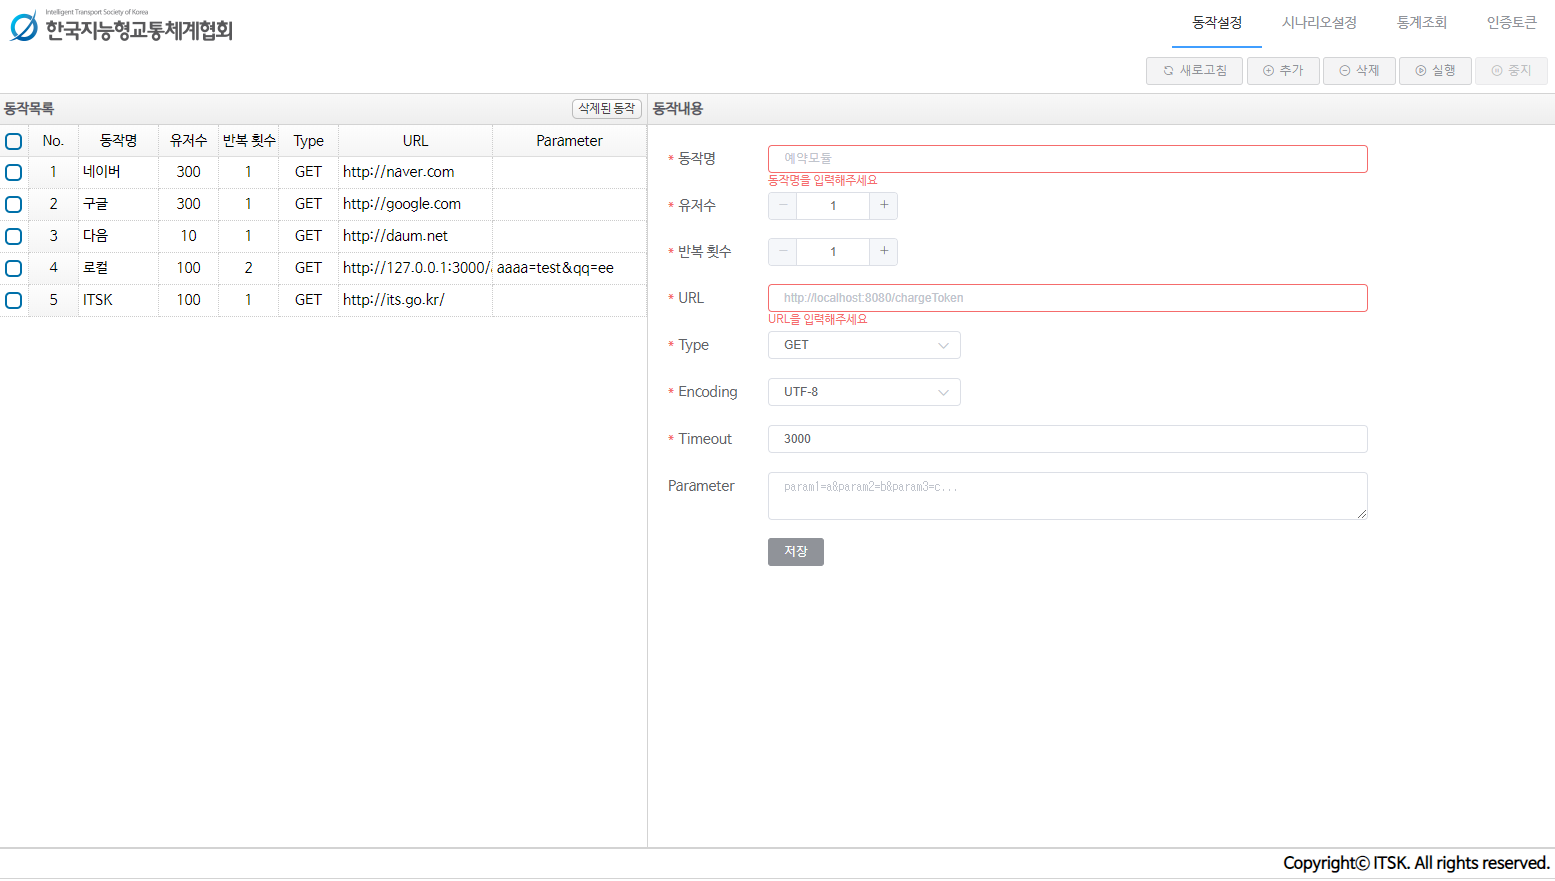 Intelligent Transport Society of Korea
한국지능형교통체계협회
동작설정 시나리오설정 통계조회 인증토큰
새로고침 추가 삭제 실행 중지
동작목록 삭제된 동작
No. 동작명 유저수 반복 횟수 Type URL Parameter
1 네이버 300 1 GET http://naver.com
2 구글 300 1 GET http://google.com
3 다음 10 1 GET http://daum.net
4 로컬 100 2 GET http://127.0.0.1:3000/ aaaa=test&qq=ee
5 ITSK 100 1 GET http://its.go.kr/
동작내용
* 동작명 예약모듈
동작명을 입력해주세요
* 유저수 − 1 +
* 반복 횟수 − 1 +
* URL http://localhost:8080/chargeToken
URL을 입력해주세요
* Type GET
* Encoding UTF-8
* Timeout 3000
Parameter param1=a&param2=b&param3=c...
저장
Copyrightⓒ ITSK. All rights reserved.